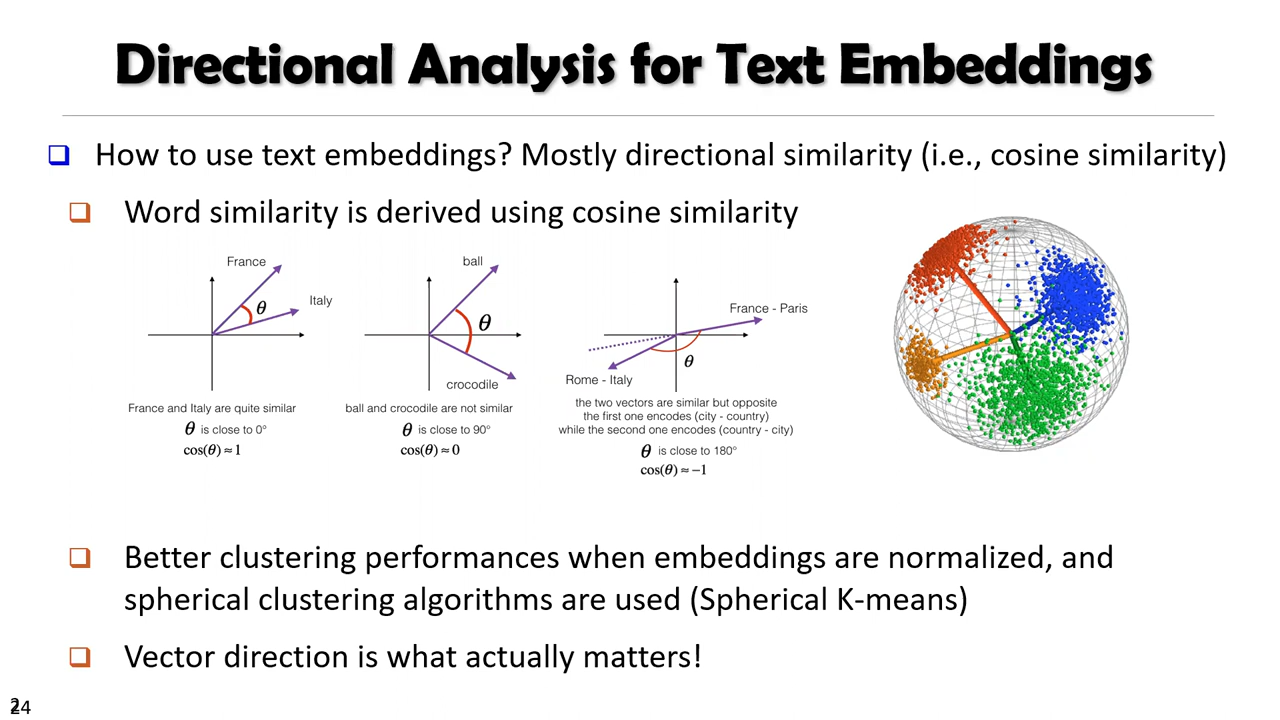 Directional Analysis for Text Embeddings
❑ How to use text embeddings? Mostly directional similarity (i.e., cosine similarity)
❑ Word similarity is derived using cosine similarity
France
Italy
θ
France and Italy are quite similar
θ is close to 0°
cos(θ) ≈ 1
ball
θ
crocodile
ball and crocodile are not similar
θ is close to 90°
cos(θ) ≈ 0
France - Paris
θ
Rome - Italy
the two vectors are similar but opposite
the first one encodes (city - country)
while the second one encodes (country - city)
θ is close to 180°
cos(θ) ≈ −1
❑ Better clustering performances when embeddings are normalized, and
spherical clustering algorithms are used (Spherical K-means)
❑ Vector direction is what actually matters!